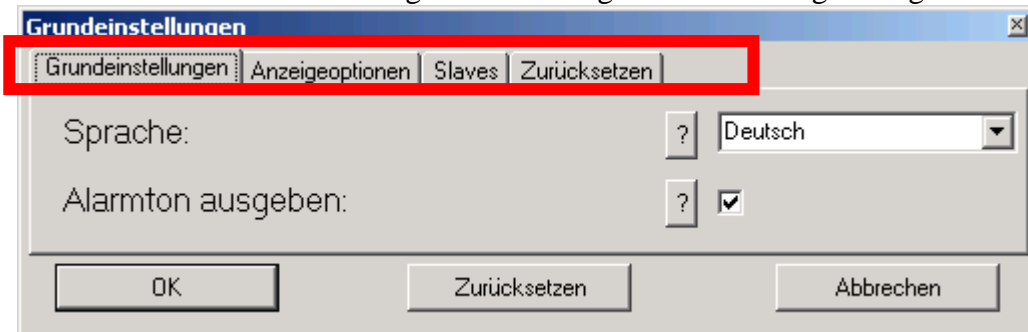 Grundeinstellungen
Grundeinstellungen Anzeigeoptionen Slaves Zurücksetzen
Sprache: ? Deutsch
Alarmton ausgeben: ?
OK Zurücksetzen Abbrechen